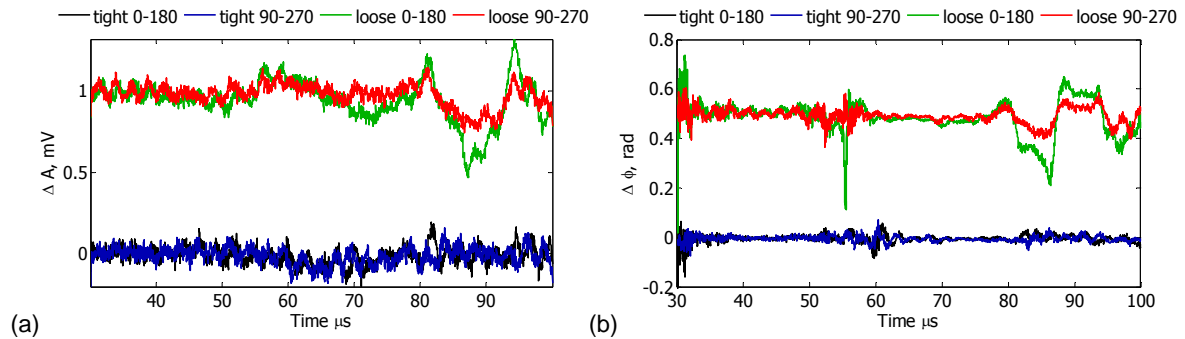 tight 0-180 tight 90-270 loose 0-180 loose 90-270
1
0.5
0
Δ A, mV
40 50 60 70 80 90
Time μs
(a)
tight 0-180 tight 90-270 loose 0-180 loose 90-270
0.8
0.6
0.4
0.2
0
-0.2
Δ ϕ, rad
30 40 50 60 70 80 90 100
Time μs
(b)